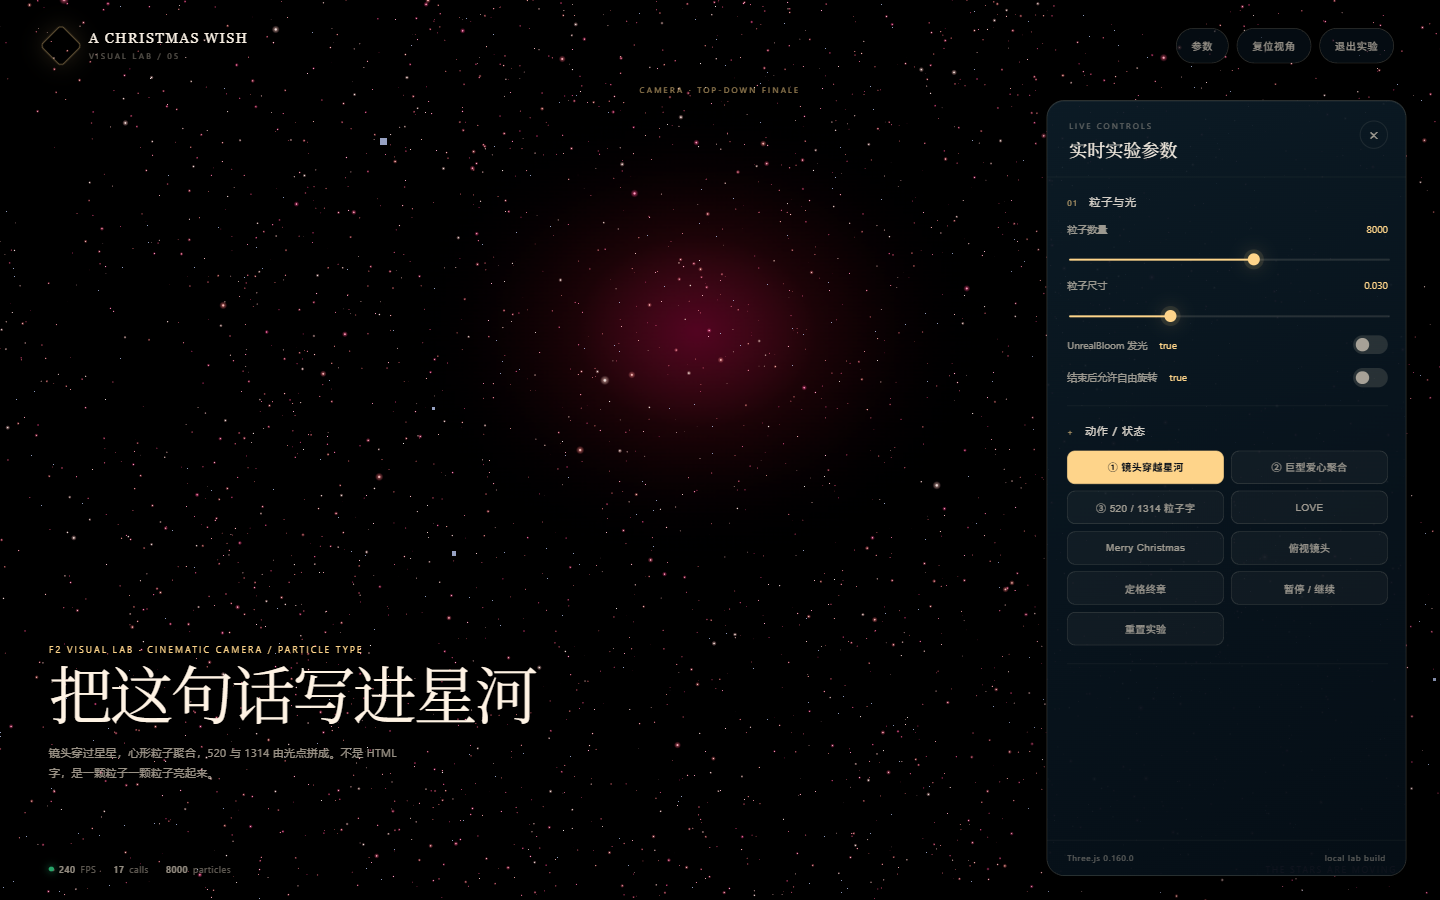 A CHRISTMAS WISH
VISUAL LAB / 05
参数
复位视角
退出实验
CAMERA · TOP-DOWN FINALE
LIVE CONTROLS
实时实验参数
×
01 粒子与光
粒子数量 8000
粒子尺寸 0.030
UnrealBloom 发光 true
结束后允许自由旋转 true
+ 动作 / 状态
① 镜头穿越星河
② 巨型爱心聚合
③ 520 / 1314 粒子字
LOVE
Merry Christmas
俯视镜头
定格终章
暂停 / 继续
重置实验
F2 VISUAL LAB · CINEMATIC CAMERA / PARTICLE TYPE
把这句话写进星河
镜头穿过星星，心形粒子聚合，520 与 1314 由光点拼成。不是 HTML
字，是一颗粒子一颗粒子亮起来。
240 FPS 17 calls 8000 particles
Three.js 0.160.0
local lab build